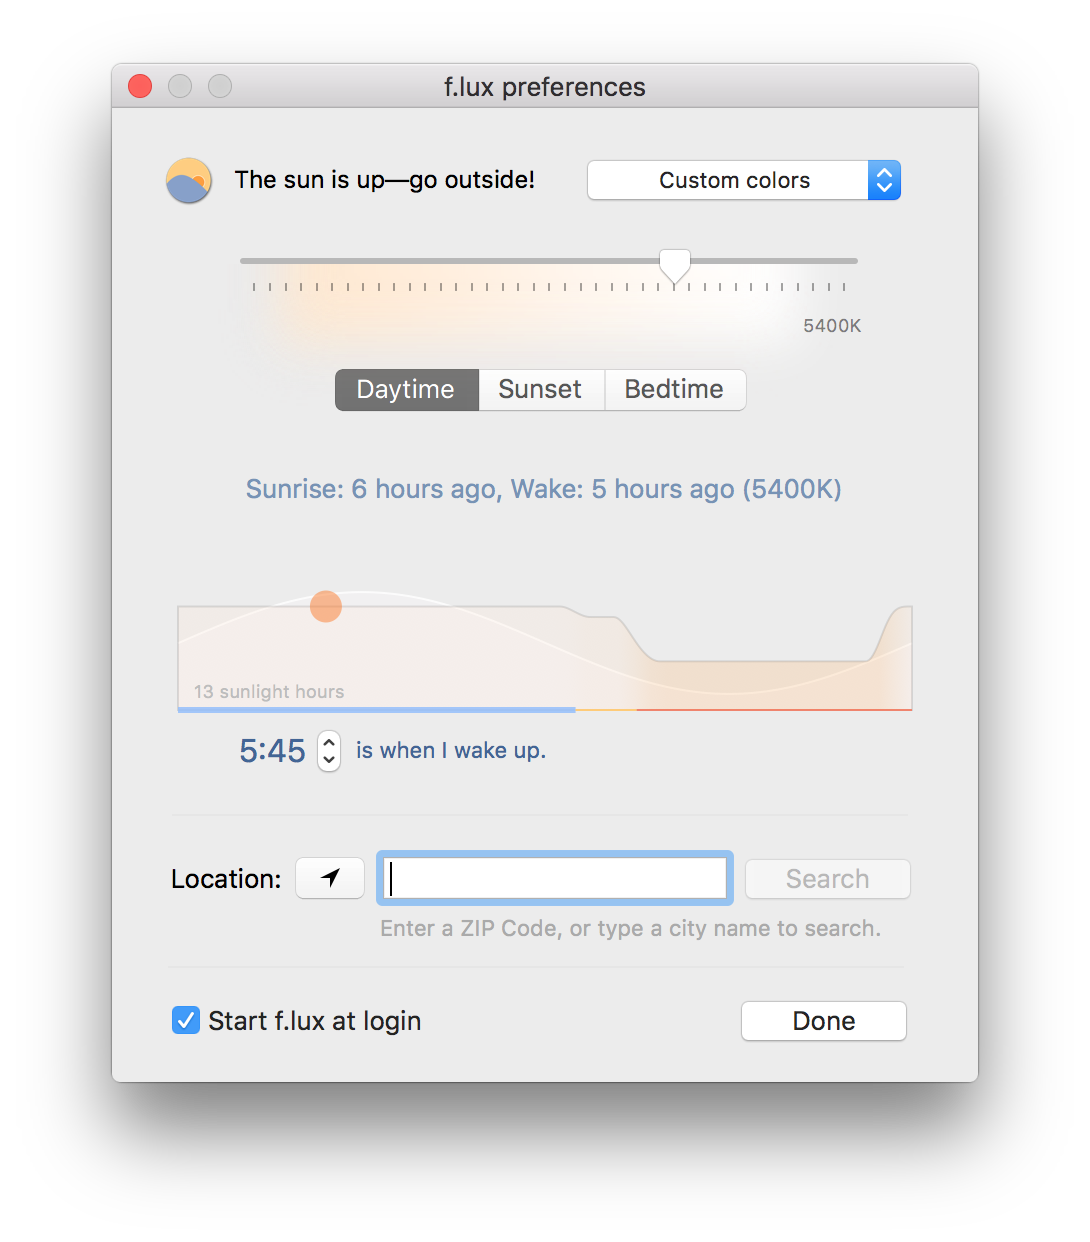 f.lux preferences
The sun is up—go outside!
Custom colors
5400K
Daytime
Sunset
Bedtime
Sunrise: 6 hours ago, Wake: 5 hours ago (5400K)
13 sunlight hours
5:45 is when I wake up.
Location:
Search
Enter a ZIP Code, or type a city name to search.
Start f.lux at login
Done